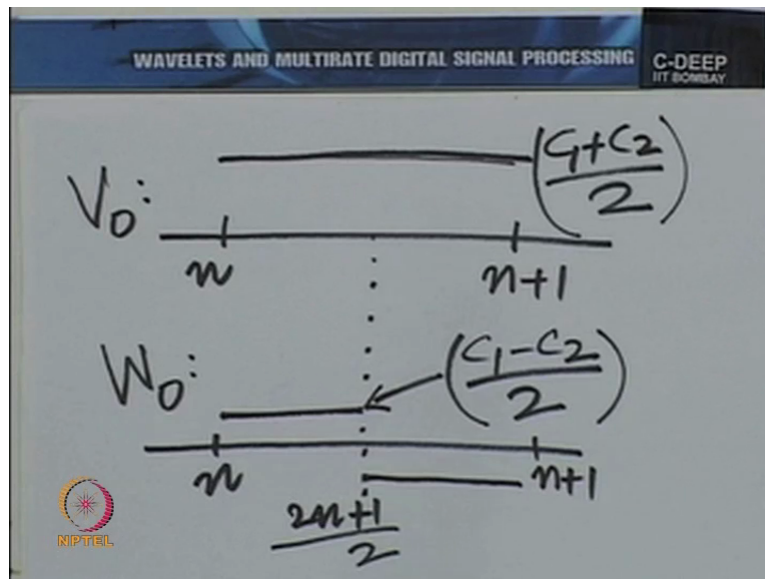 WAVELETS AND MULTIRATE DIGITAL SIGNAL PROCESSING
C-DEEP
IIT BOMBAY
V₀:
(C₁+C₂/2)
n
n+1
W₀:
(C₁-C₂/2)
n
n+1
2n+1/2
NPTEL